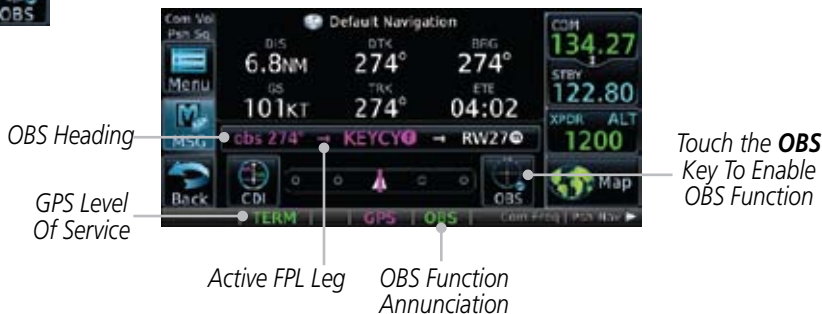 OBS
Com Vol
Psh Sq
Default Navigation
COM
134.27
STBY
122.80
XPDR ALT
1200
Map
Menu
MSG
Back
DIS
6.8NM
DTK
274°
BRG
274°
GS
101KT
TRK
274°
ETE
04:02
obs 274° → KEYCY → RW27
CDI
OBS
TERM GPS OBS Com Freq | Psh Nav
OBS Heading
GPS Level
Of Service
Active FPL Leg
OBS Function
Annunciation
Touch the OBS
Key To Enable
OBS Function